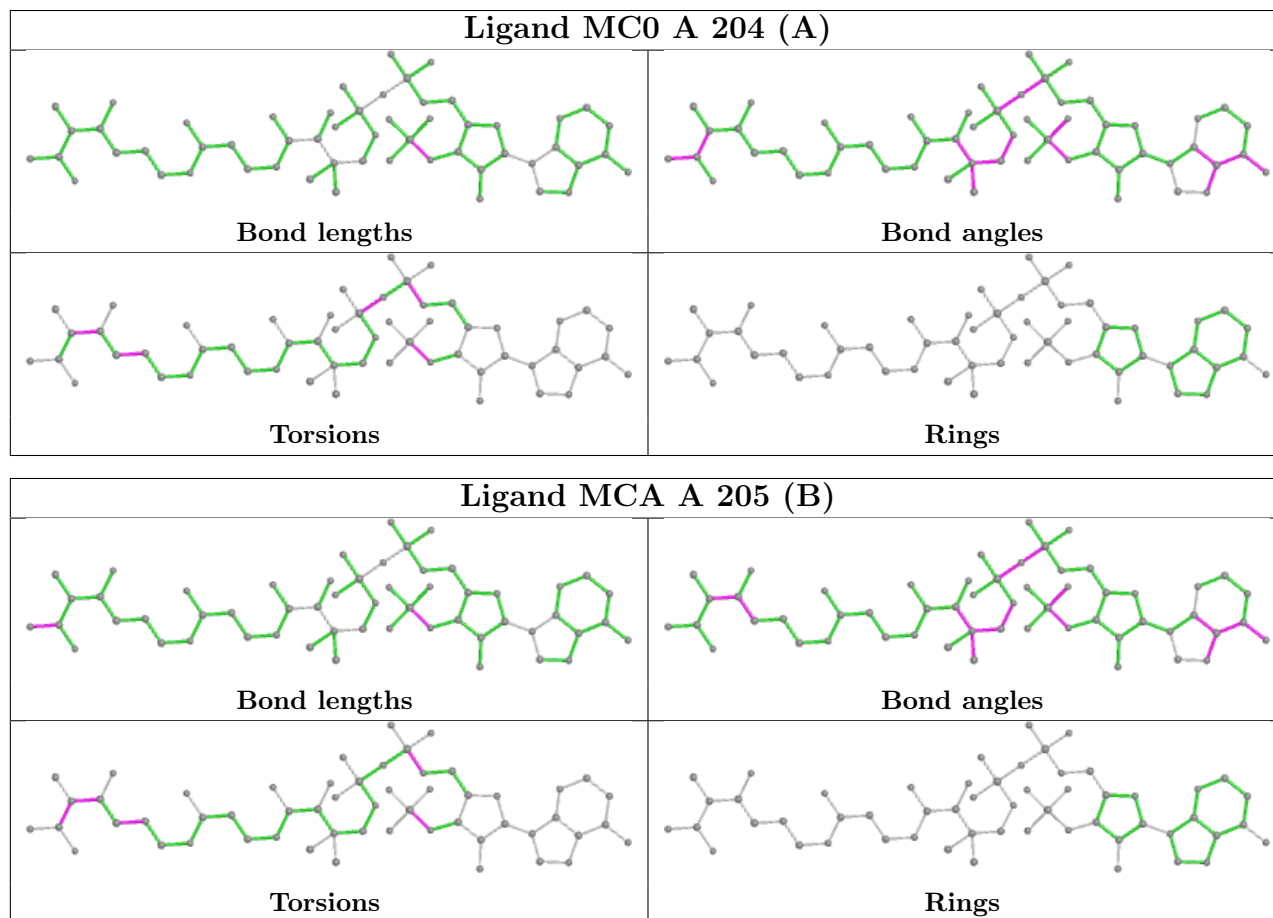 Ligand MC0 A 204 (A)
Bond lengths
Bond angles
Torsions
Rings
Ligand MCA A 205 (B)
Bond lengths
Bond angles
Torsions
Rings